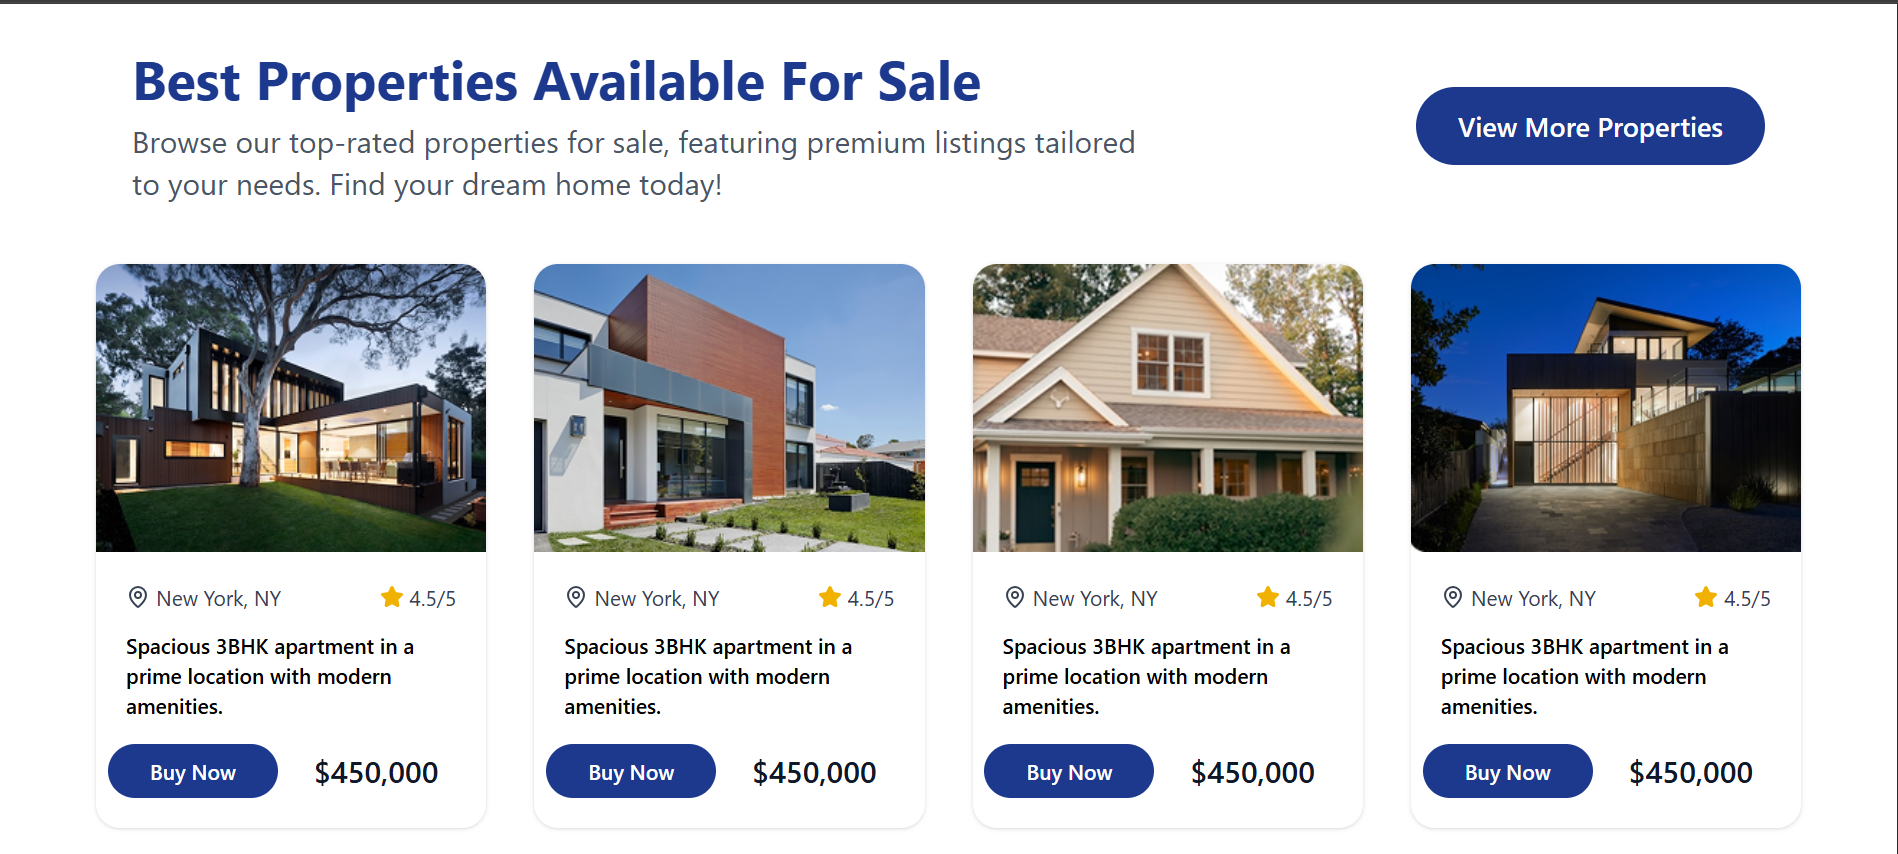 Best Properties Available For Sale
Browse our top-rated properties for sale, featuring premium listings tailored
to your needs. Find your dream home today!
View More Properties
New York, NY 4.5/5
Spacious 3BHK apartment in a
prime location with modern
amenities.
Buy Now $450,000
New York, NY 4.5/5
Spacious 3BHK apartment in a
prime location with modern
amenities.
Buy Now $450,000
New York, NY 4.5/5
Spacious 3BHK apartment in a
prime location with modern
amenities.
Buy Now $450,000
New York, NY 4.5/5
Spacious 3BHK apartment in a
prime location with modern
amenities.
Buy Now $450,000